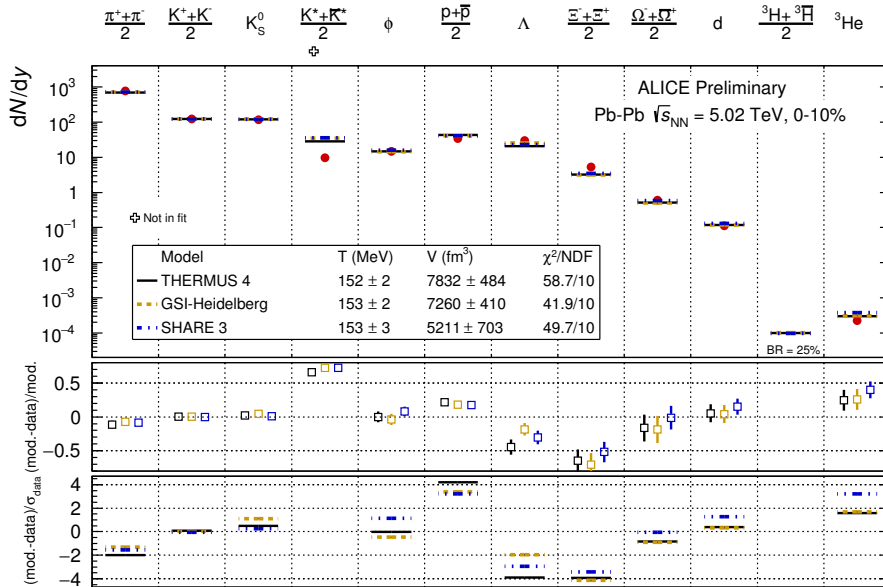 π⁺+π⁻/2 K⁺+K⁻/2 K⁰_S K*+K̅*/2 ϕ p+p̅/2 Λ Ξ⁻+Ξ̅⁺/2 Ω⁻+Ω̅⁺/2 d ³H+³H̅/2 ³He
dN/dy
10³
10²
10
1
10⁻¹
10⁻²
10⁻³
10⁻⁴
ALICE Preliminary
Pb-Pb √s_NN = 5.02 TeV, 0-10%
Not in fit
Model T (MeV) V (fm³) χ²/NDF
THERMUS 4 152 ± 2 7832 ± 484 58.7/10
GSI-Heidelberg 153 ± 2 7260 ± 410 41.9/10
SHARE 3 153 ± 3 5211 ± 703 49.7/10
BR = 25%
(mod.-data)/mod.
0.5
0
−0.5
(mod.-data)/σ_data
4
2
0
−2
−4